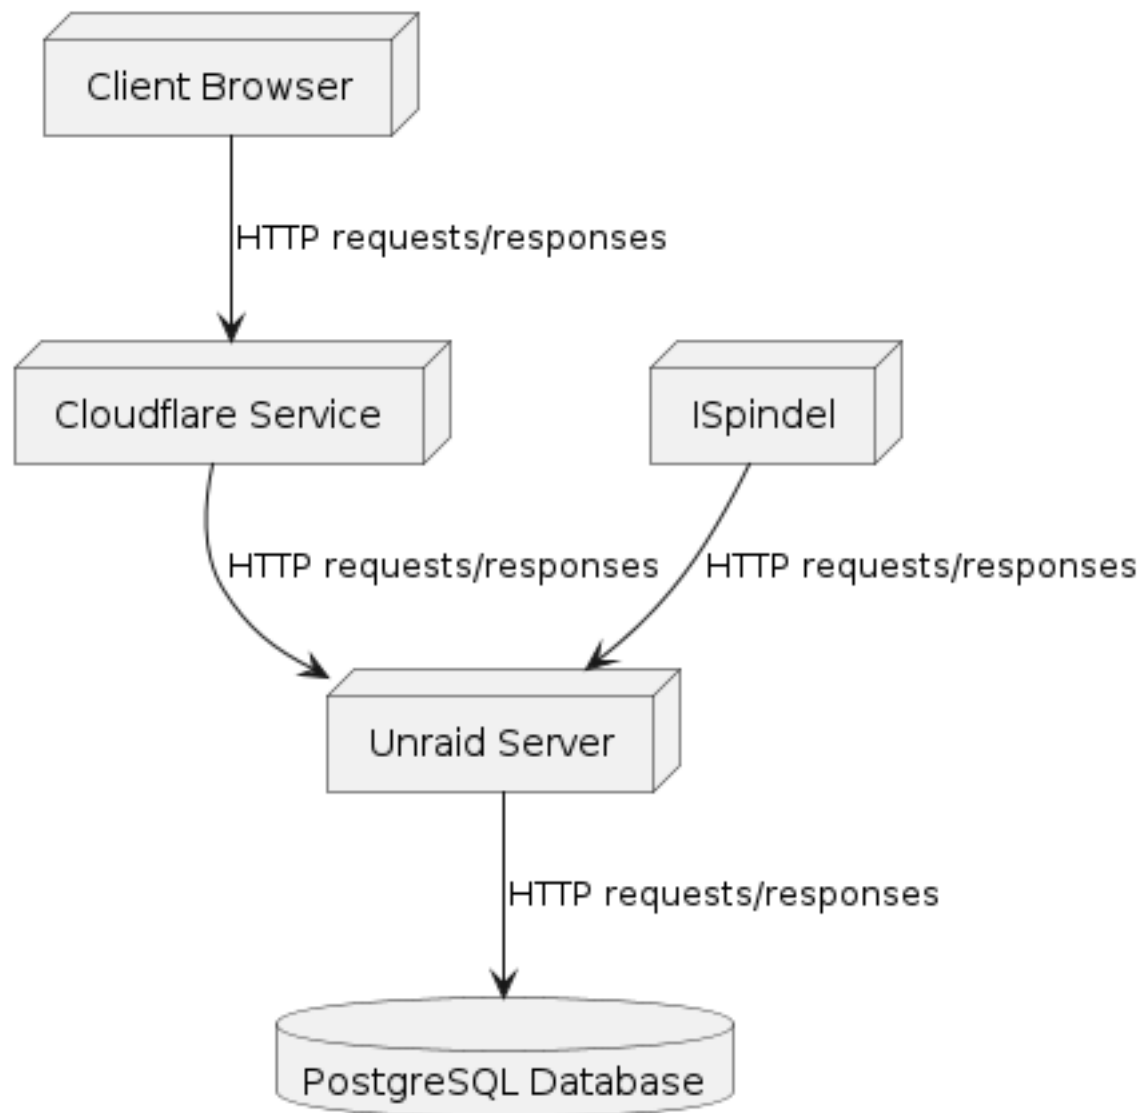 Client Browser
HTTP requests/responses
Cloudflare Service
ISpindel
HTTP requests/responses
HTTP requests/responses
Unraid Server
HTTP requests/responses
PostgreSQL Database